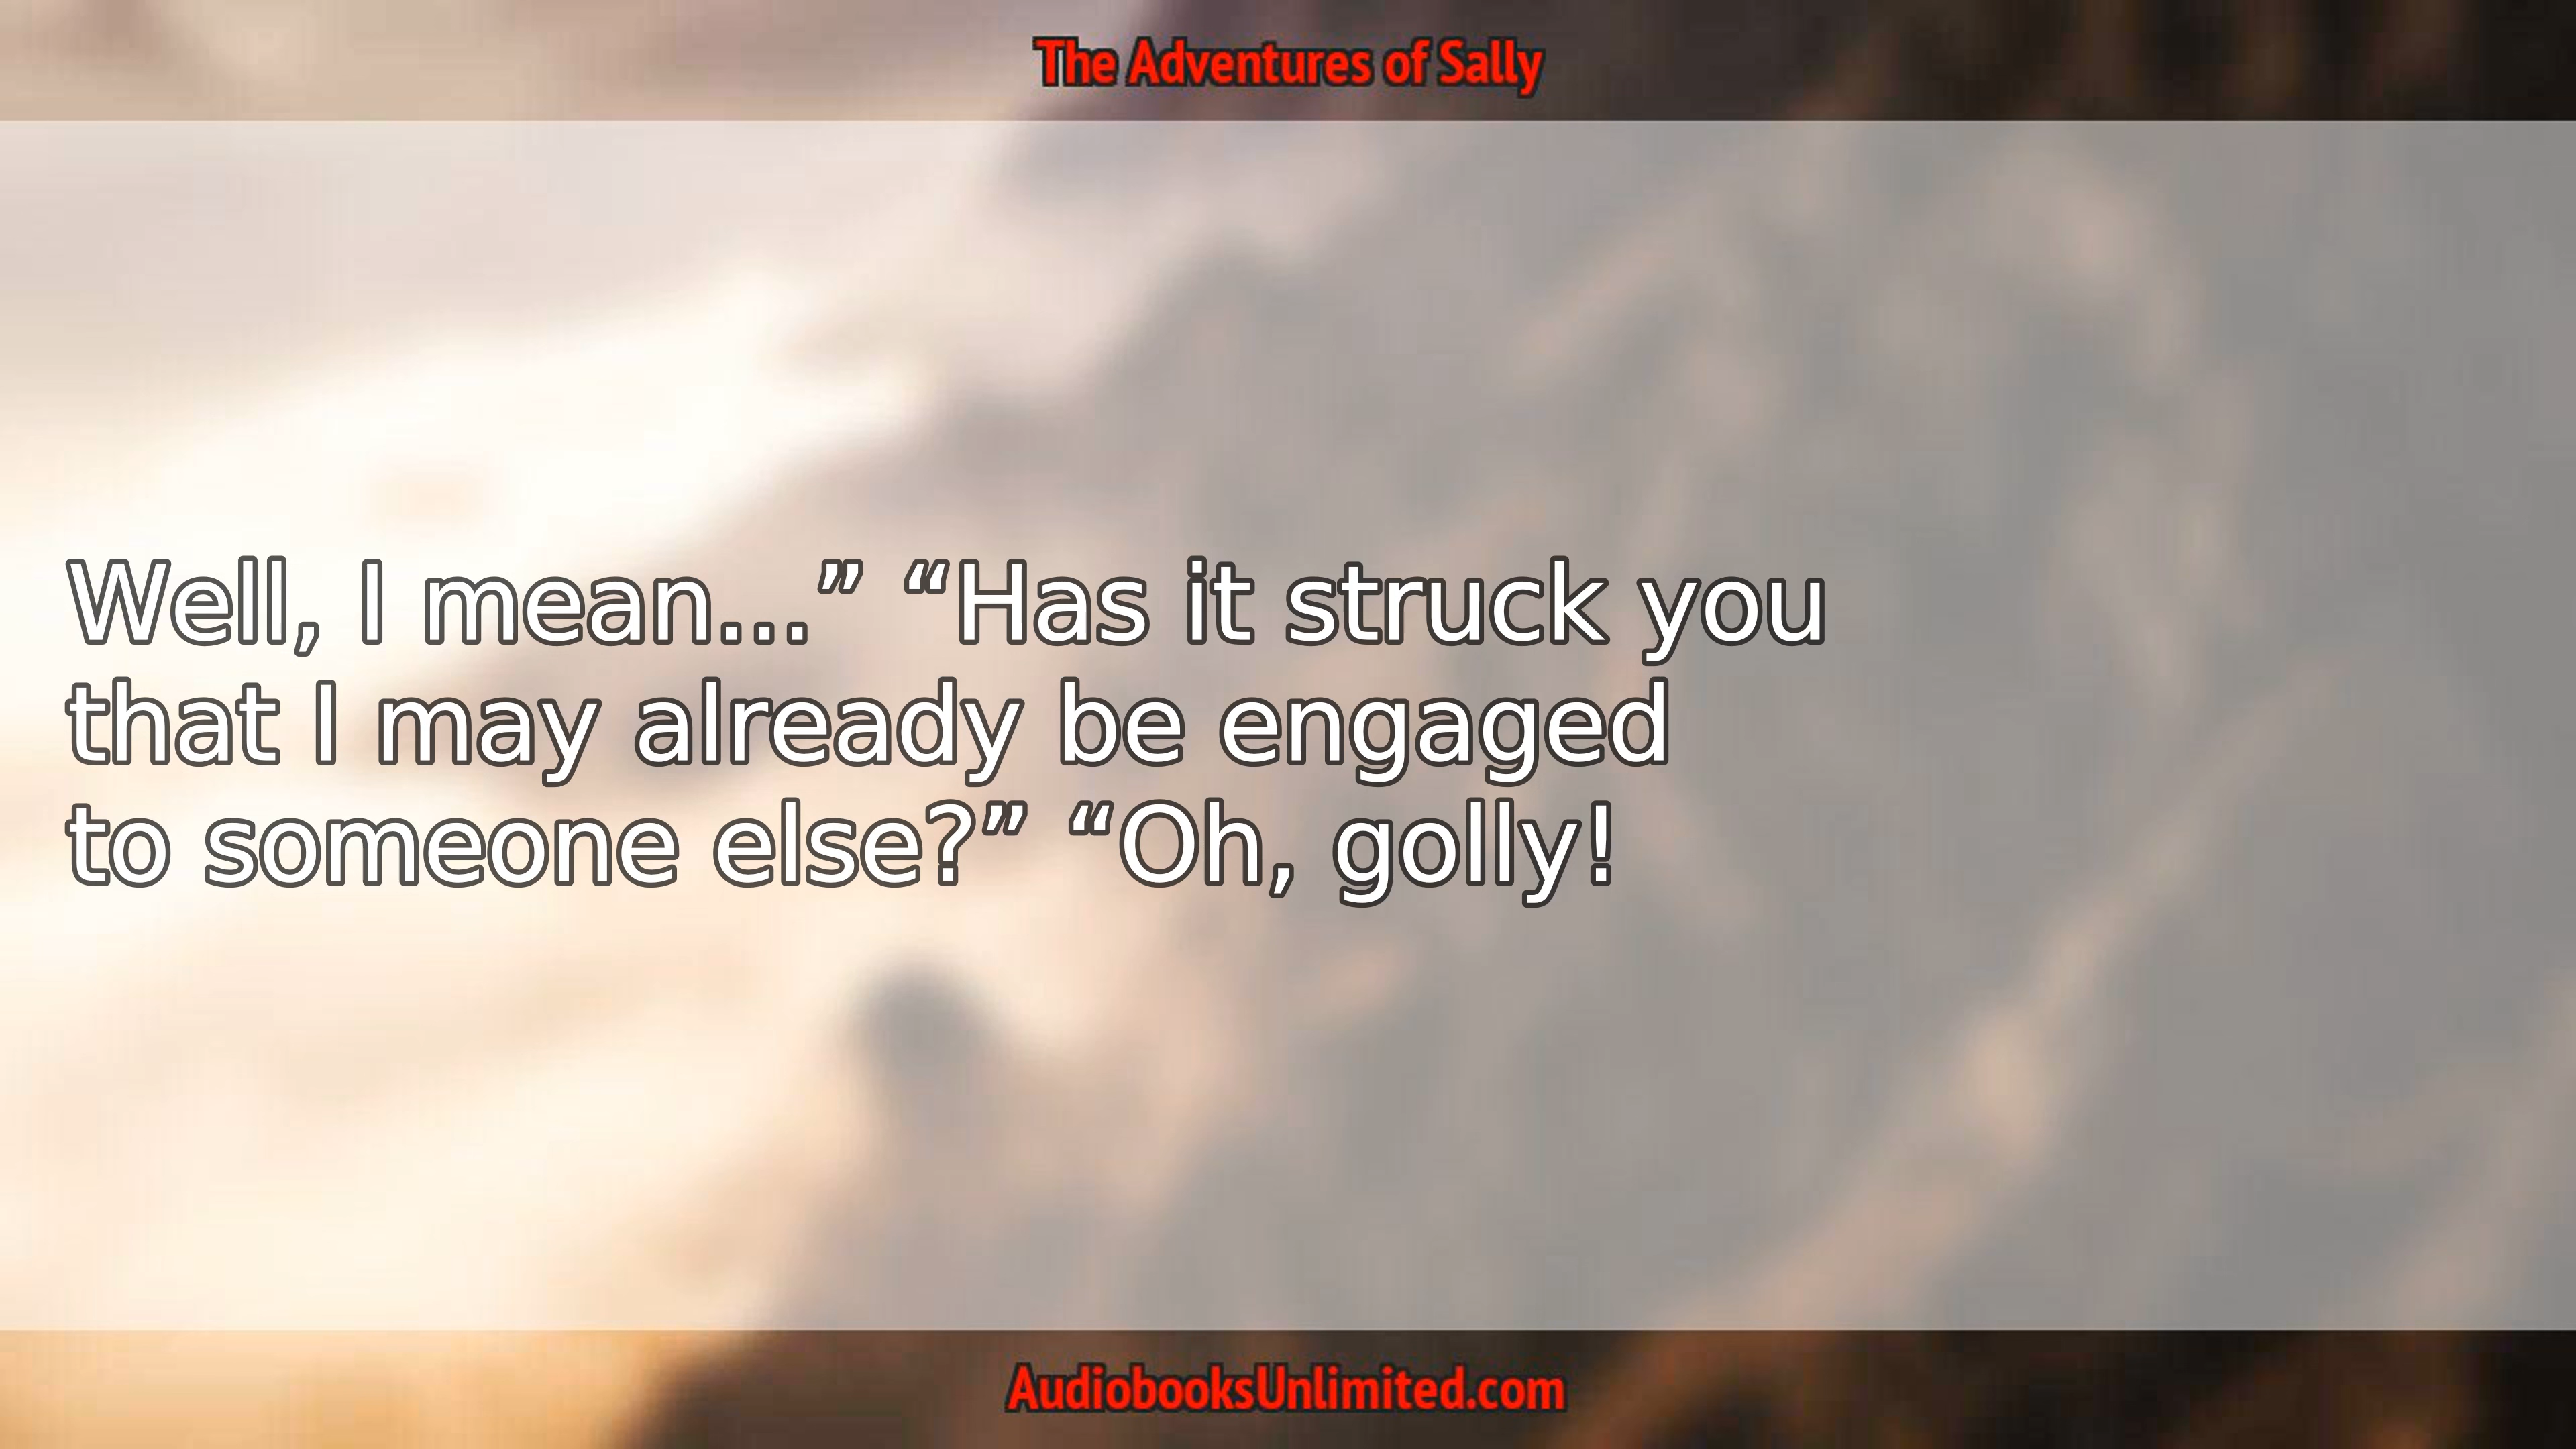 The Adventures of Sally
Well, I mean...” “Has it struck you
that I may already be engaged
to someone else?” “Oh, golly!
AudiobooksUnlimited.com